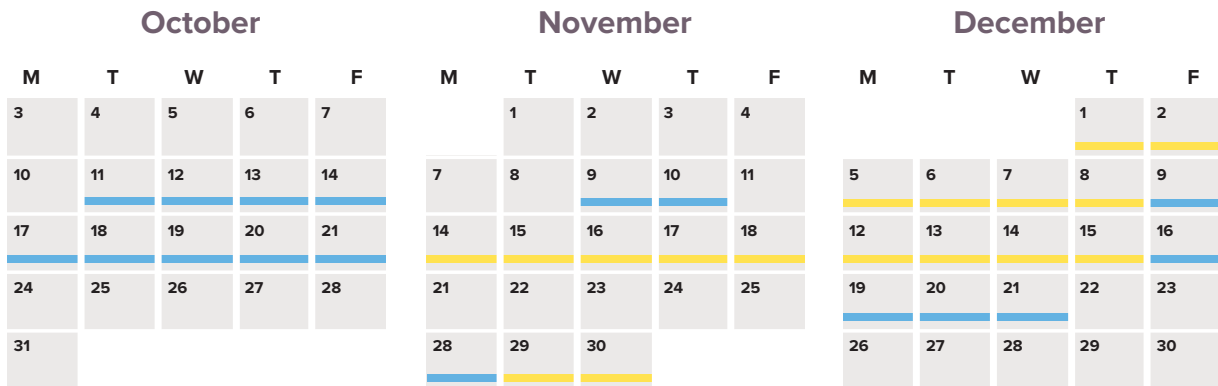 October
M T W T F
3 4 5 6 7
10 11 12 13 14
17 18 19 20 21
24 25 26 27 28
31
November
M T W T F
1 2 3 4
7 8 9 10 11
14 15 16 17 18
21 22 23 24 25
28 29 30
December
M T W T F
1 2
5 6 7 8 9
12 13 14 15 16
19 20 21 22 23
26 27 28 29 30